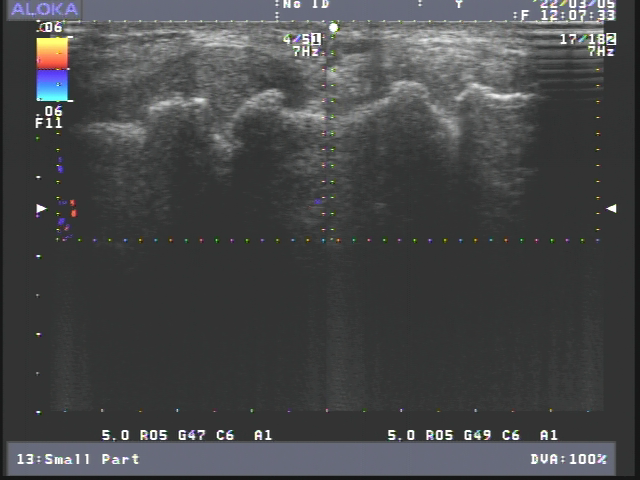 ALOKA
:No ID : T 22/03/05
: :F 12:07:33
.06
4/51 17/182
7Hz 7Hz
.06
F11
5.0 R05 G47 C6 A1 5.0 R05 G49 C6 A1
13:Small Part DVA:100%